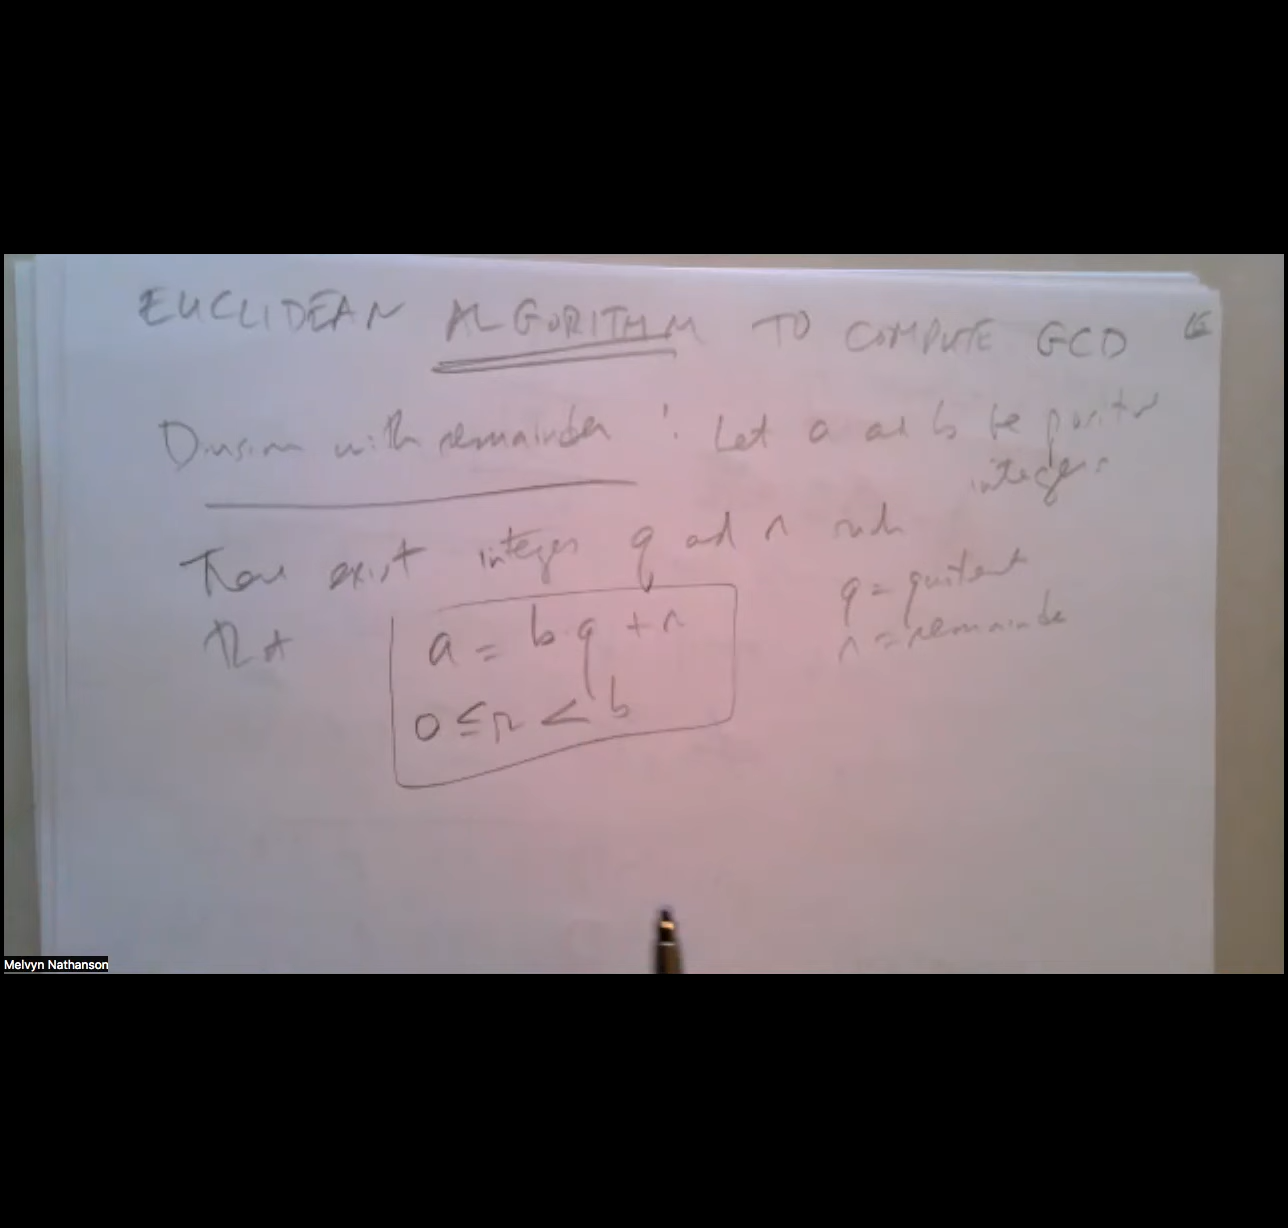 EUCLIDEAN ALGORITHM TO COMPUTE GCD
Division with remainder : Let a and b be positive
integers
There exist integers q and r such
that
a = b·q + r
0 ≤ r < b
q = quotient
r = remainder
Melvyn Nathanson